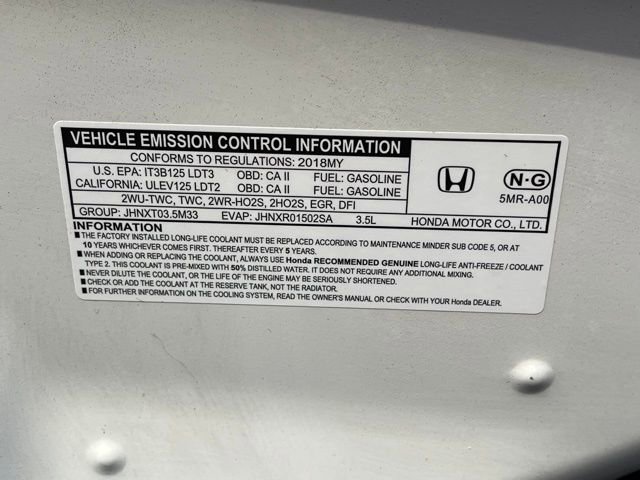 VEHICLE EMISSION CONTROL INFORMATION
CONFORMS TO REGULATIONS: 2018MY
U.S. EPA: IT3B125 LDT3 OBD: CA II FUEL: GASOLINE
CALIFORNIA: ULEV125 LDT2 OBD: CA II FUEL: GASOLINE
2WU-TWC, TWC, 2WR-HO2S, 2HO2S, EGR, DFI
GROUP: JHNXT03.5M33 EVAP: JHNXR01502SA 3.5L
N-G
5MR-A00
HONDA MOTOR CO., LTD.
INFORMATION
■THE FACTORY INSTALLED LONG-LIFE COOLANT MUST BE REPLACED ACCORDING TO MAINTENANCE MINDER SUB CODE 5, OR AT
10 YEARS WHICHEVER COMES FIRST. THEREAFTER EVERY 5 YEARS.
■WHEN ADDING OR REPLACING THE COOLANT, ALWAYS USE Honda RECOMMENDED GENUINE LONG-LIFE ANTI-FREEZE / COOLANT
TYPE 2. THIS COOLANT IS PRE-MIXED WITH 50% DISTILLED WATER. IT DOES NOT REQUIRE ANY ADDITIONAL MIXING.
■NEVER DILUTE THE COOLANT, OR THE LIFE OF THE ENGINE MAY BE SERIOUSLY SHORTENED.
■CHECK OR ADD THE COOLANT AT THE RESERVE TANK, NOT THE RADIATOR.
■FOR FURTHER INFORMATION ON THE COOLING SYSTEM, READ THE OWNER'S MANUAL OR CHECK WITH YOUR Honda DEALER.